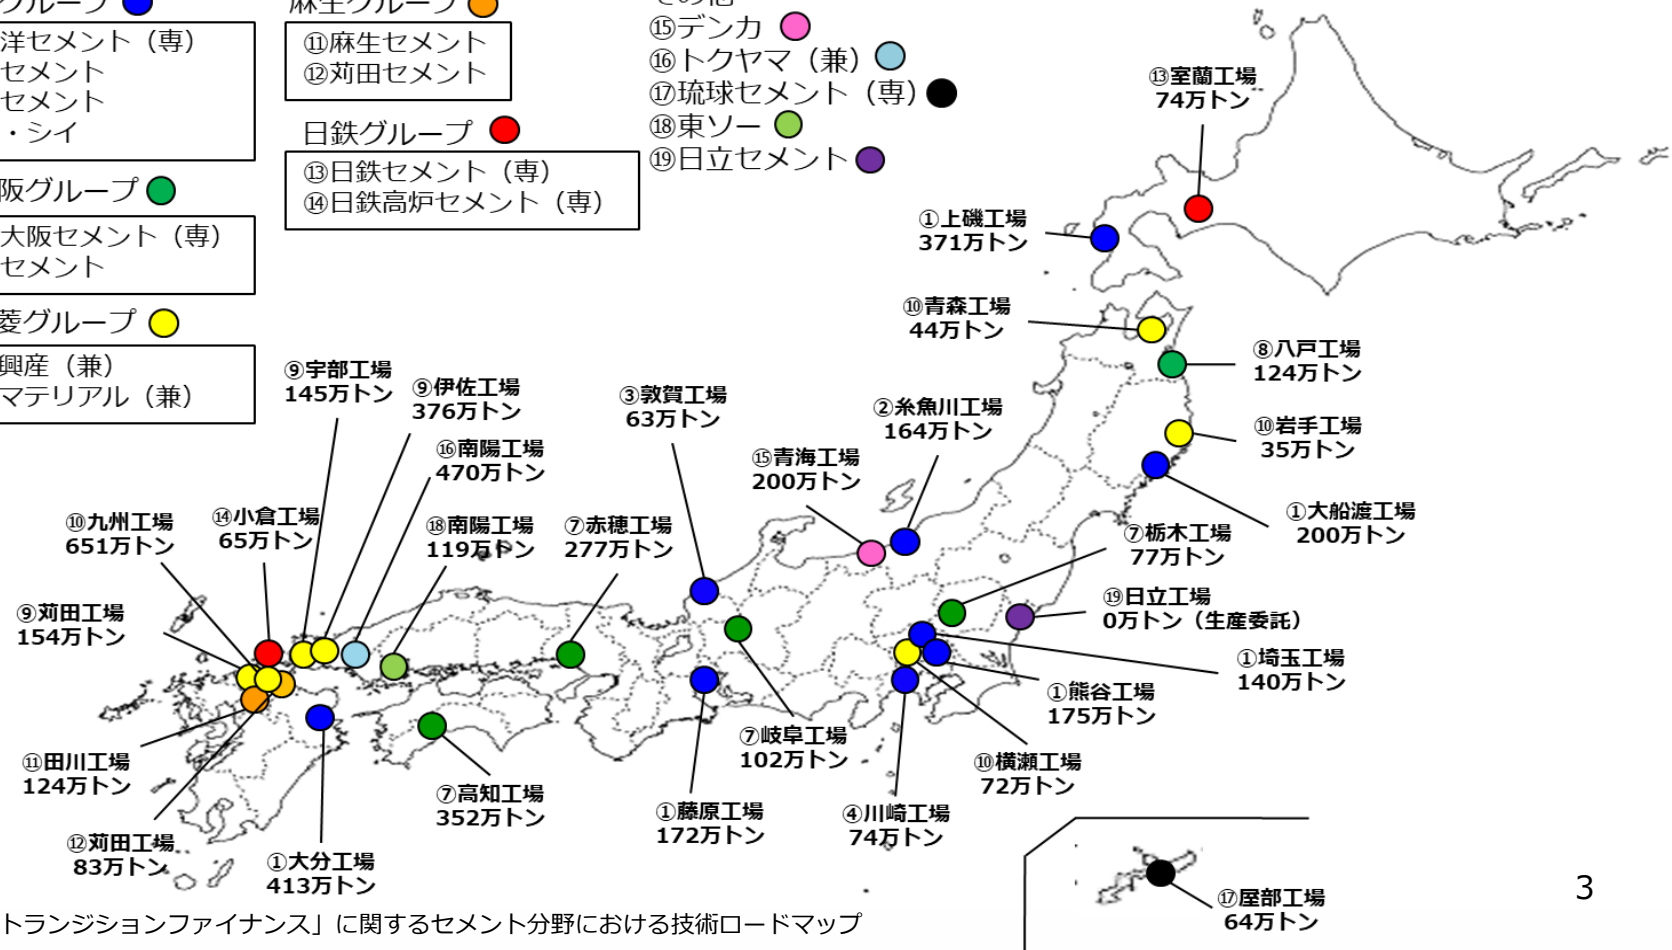 グループ
洋セメント（専）
セメント
セメント
・シイ
阪グループ
大阪セメント（専）
セメント
菱グループ
興産（兼）
マテリアル（兼）
麻生グループ
⑪麻生セメント
⑫苅田セメント
日鉄グループ
⑬日鉄セメント（専）
⑭日鉄高炉セメント（専）
その他
⑮デンカ
⑯トクヤマ（兼）
⑰琉球セメント（専）
⑱東ソー
⑲日立セメント
⑬室蘭工場
74万トン
①上磯工場
371万トン
⑩青森工場
44万トン
⑧八戸工場
124万トン
⑩岩手工場
35万トン
①大船渡工場
200万トン
⑨宇部工場
145万トン
⑨伊佐工場
376万トン
③敦賀工場
63万トン
②糸魚川工場
164万トン
⑯南陽工場
470万トン
⑮青海工場
200万トン
⑩九州工場
651万トン
⑭小倉工場
65万トン
⑱南陽工場
119万トン
⑦赤穂工場
277万トン
⑦栃木工場
77万トン
⑨苅田工場
154万トン
⑲日立工場
0万トン（生産委託）
①埼玉工場
140万トン
①熊谷工場
175万トン
⑪田川工場
124万トン
⑦岐阜工場
102万トン
⑩横瀬工場
72万トン
⑦高知工場
352万トン
①藤原工場
172万トン
④川崎工場
74万トン
⑫苅田工場
83万トン
①大分工場
413万トン
⑰屋部工場
64万トン
3
トランジションファイナンス」に関するセメント分野における技術ロードマップ